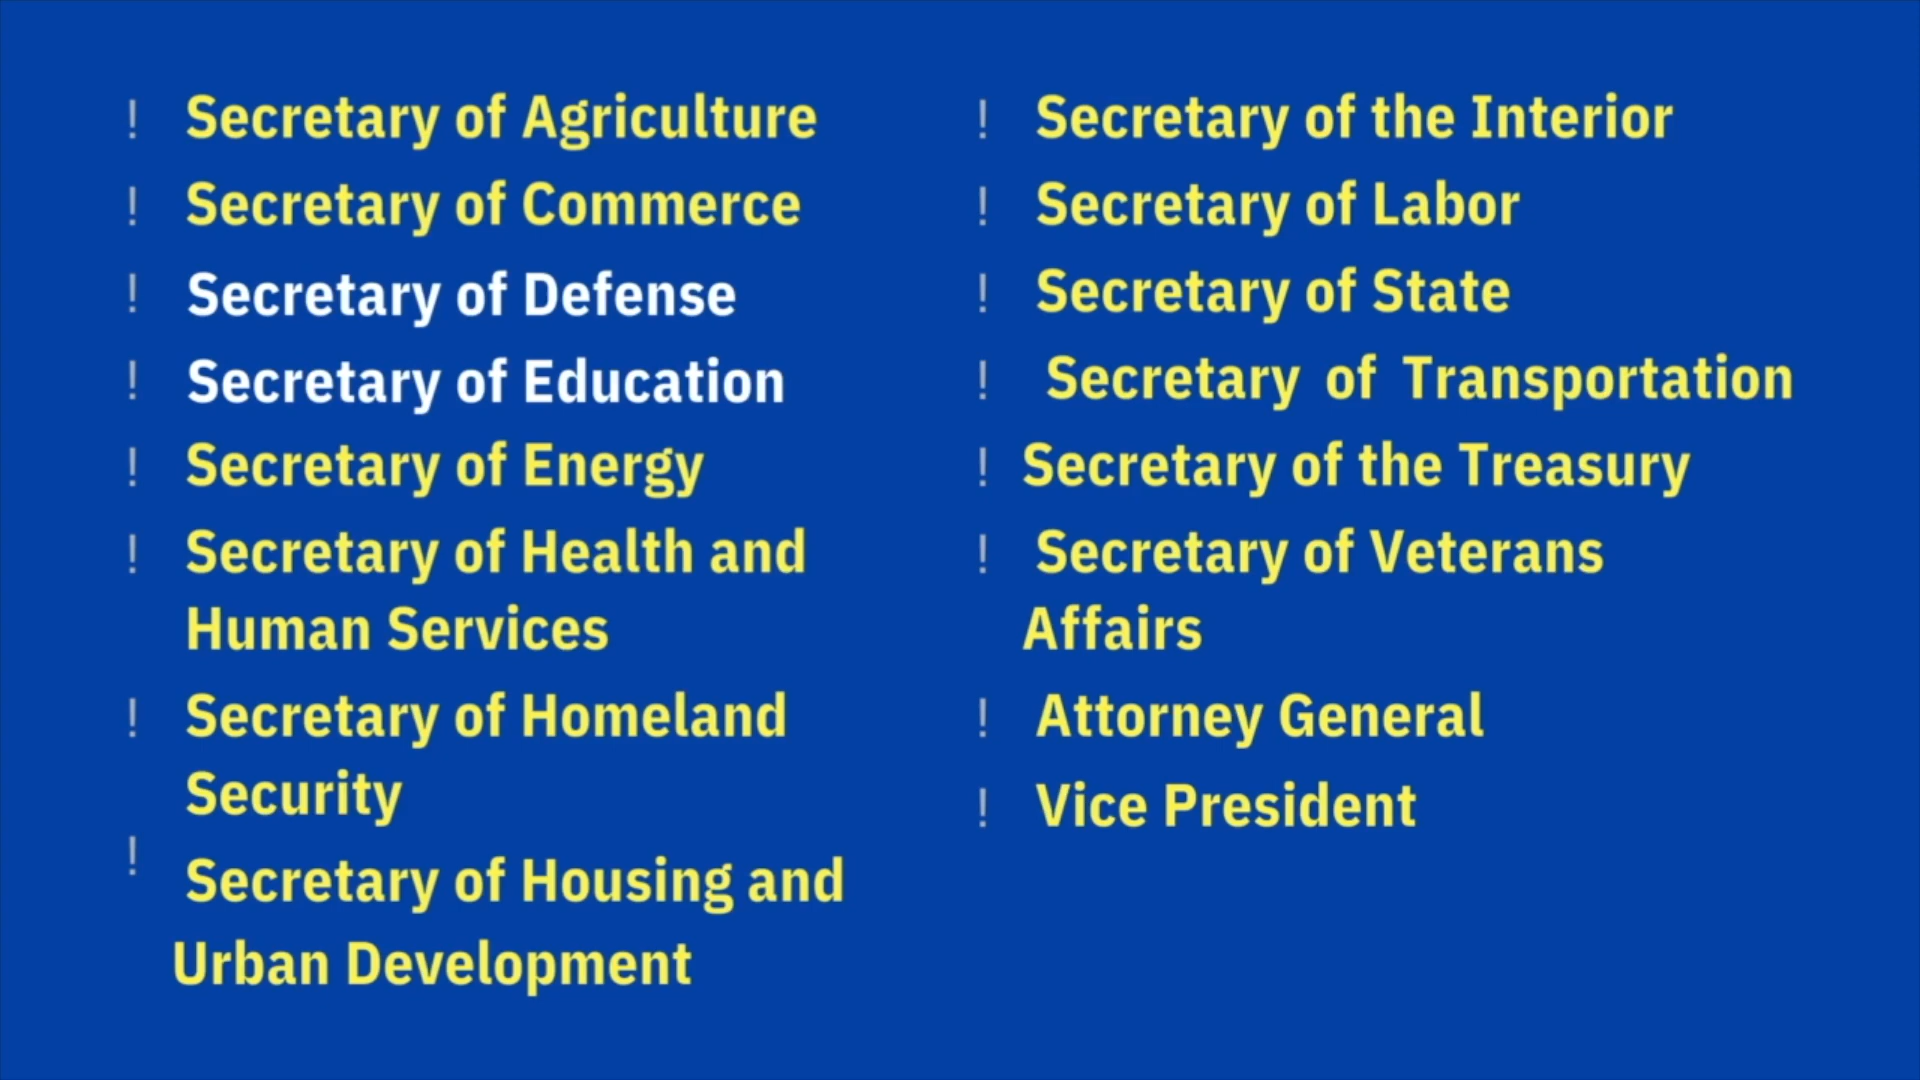 ! Secretary of Agriculture
! Secretary of Commerce
! Secretary of Defense
! Secretary of Education
! Secretary of Energy
! Secretary of Health and
Human Services
! Secretary of Homeland
Security
! Secretary of Housing and
Urban Development
! Secretary of the Interior
! Secretary of Labor
! Secretary of State
! Secretary of Transportation
! Secretary of the Treasury
! Secretary of Veterans
Affairs
! Attorney General
! Vice President